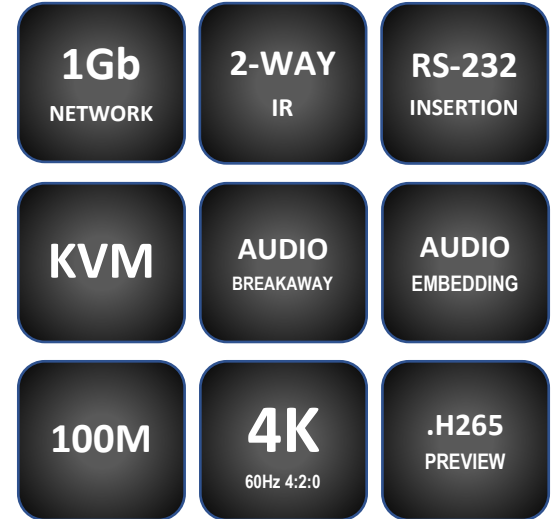 1Gb
NETWORK
2-WAY
IR
RS-232
INSERTION
KVM
AUDIO
BREAKAWAY
AUDIO
EMBEDDING
100M
4K
60Hz 4:2:0
.H265
PREVIEW